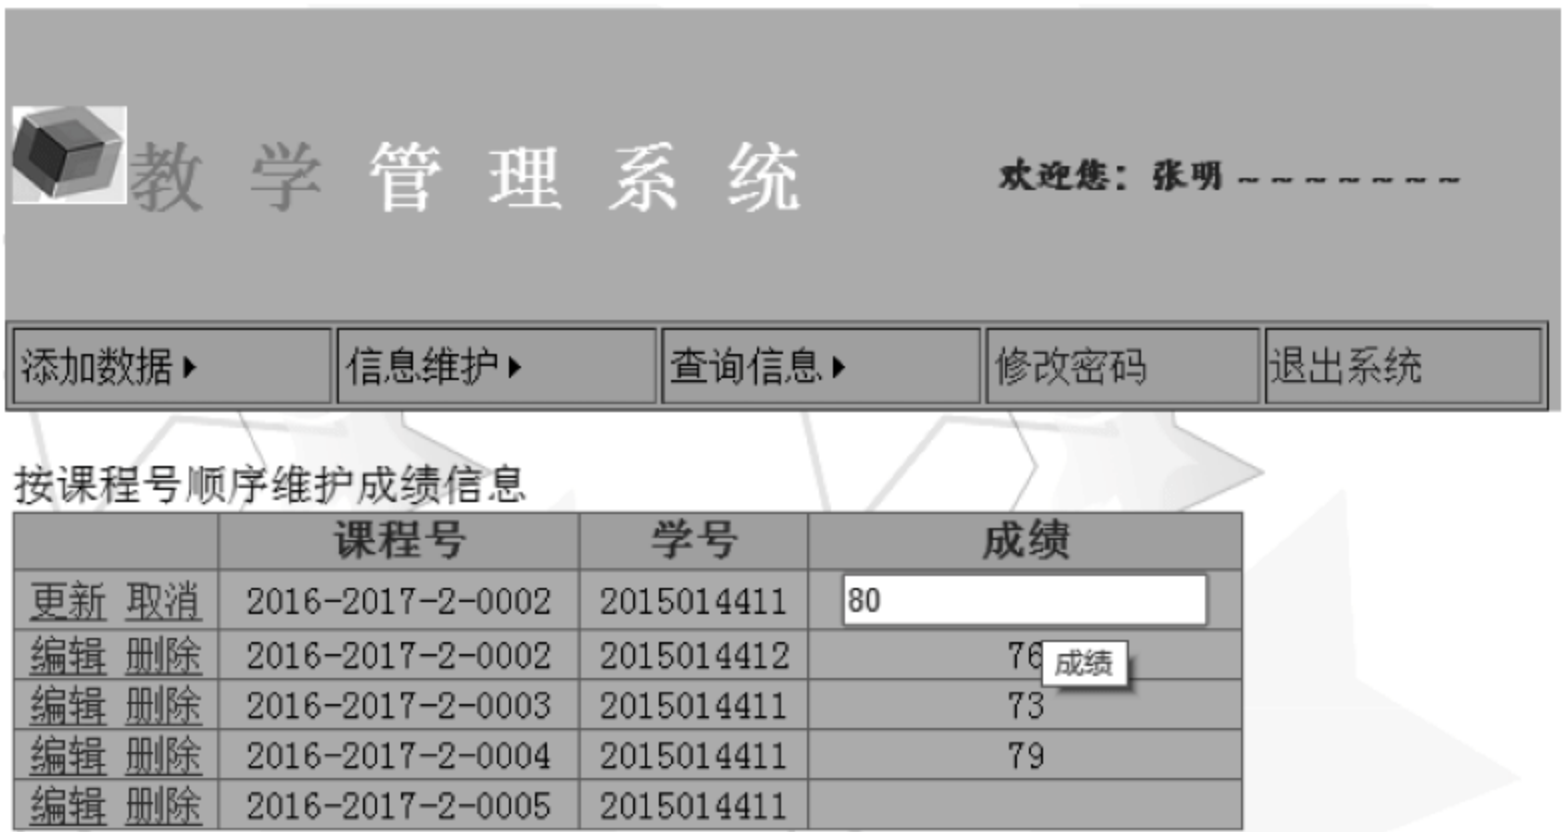 教 学 管 理 系 统 欢迎您：张明～～～～～～～
添加数据 信息维护 查询信息 修改密码 退出系统
按课程号顺序维护成绩信息
课程号 学号 成绩
更新 取消 2016-2017-2-0002 2015014411 80
编辑 删除 2016-2017-2-0002 2015014412 76 成绩
编辑 删除 2016-2017-2-0003 2015014411 73
编辑 删除 2016-2017-2-0004 2015014411 79
编辑 删除 2016-2017-2-0005 2015014411